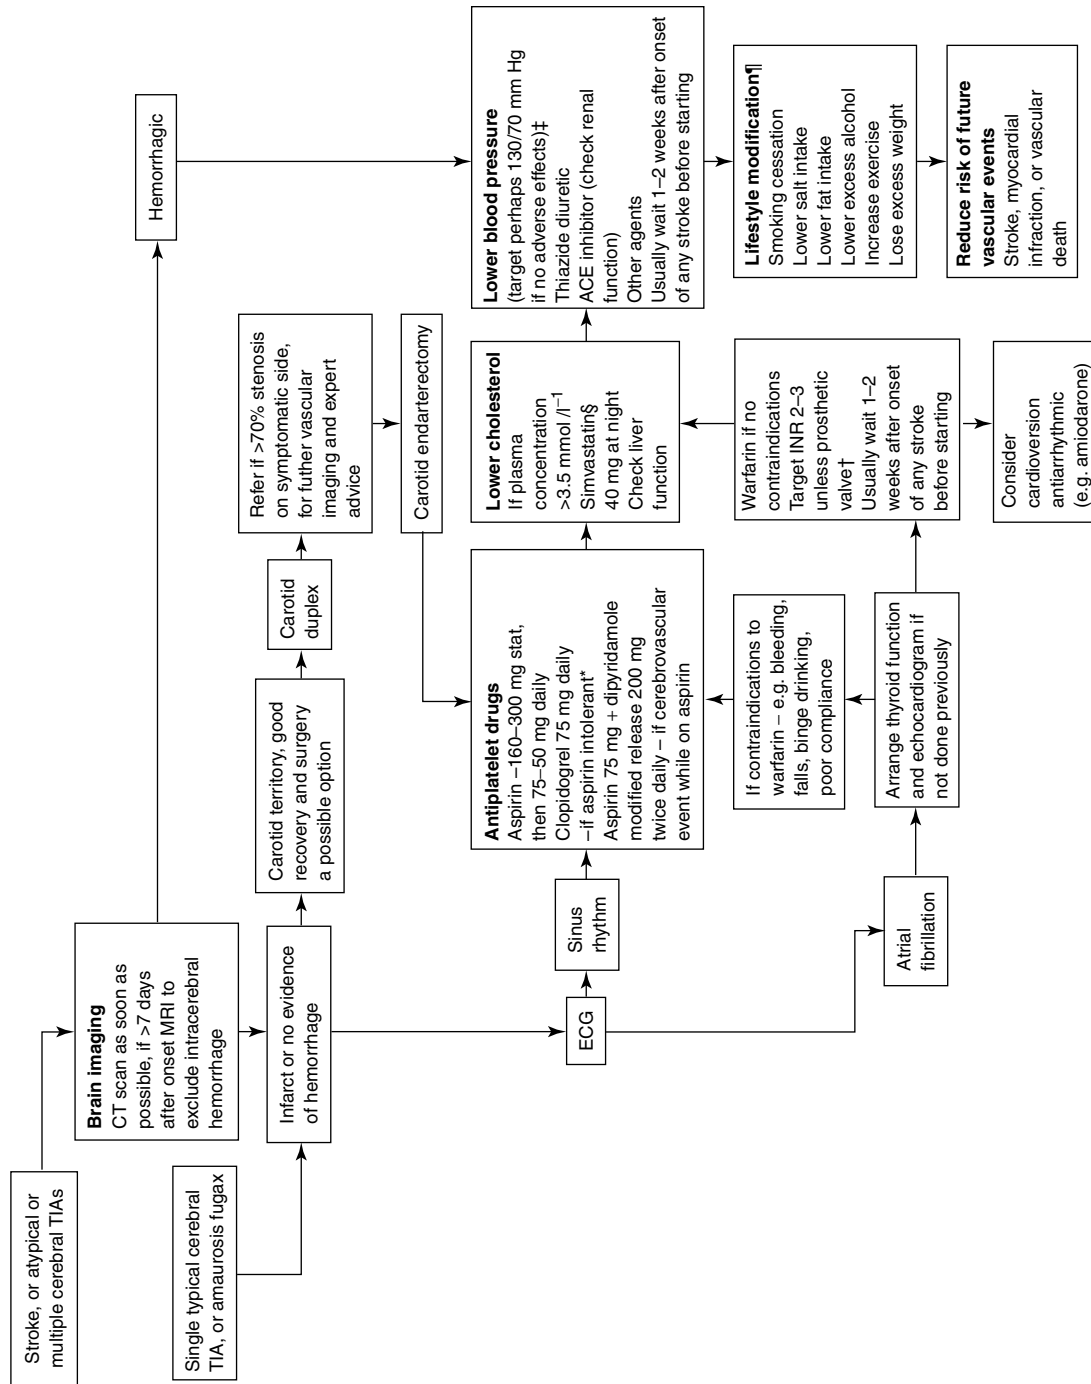 Stroke, or atypical or
multiple cerebral TIAs
Single typical cerebral
TIA, or amaurosis fugax
Brain imaging
CT scan as soon as
possible, if >7 days
after onset MRI to
exclude intracerebral
hemorrhage
Infarct or no evidence
of hemorrhage
Hemorrhagic
Carotid territory, good
recovery and surgery
a possible option
Carotid
duplex
Refer if >70% stenosis
on symptomatic side,
for futher vascular
imaging and expert
advice
Carotid endarterectomy
ECG
Sinus
rhythm
Atrial
fibrillation
Antiplatelet drugs
Aspirin –160–300 mg stat,
then 75–50 mg daily
Clopidogrel 75 mg daily
–if aspirin intolerant*
Aspirin 75 mg + dipyridamole
modified release 200 mg
twice daily – if cerebrovascular
event while on aspirin
If contraindications to
warfarin – e.g. bleeding,
falls, binge drinking,
poor compliance
Arrange thyroid function
and echocardiogram if
not done previously
Lower cholesterol
If plasma
concentration
>3.5 mmol /l⁻¹
Simvastatin§
40 mg at night
Check liver
function
Warfarin if no
contraindications
Target INR 2–3
unless prosthetic
valve†
Usually wait 1–2
weeks after onset
of any stroke
before starting
Consider
cardioversion
antiarrhythmic
(e.g. amiodarone)
Lower blood pressure
(target perhaps 130/70 mm Hg
if no adverse effects)‡
Thiazide diuretic
ACE inhibitor (check renal
function)
Other agents
Usually wait 1–2 weeks after onset
of any stroke before starting
Lifestyle modification¶
Smoking cessation
Lower salt intake
Lower fat intake
Lower excess alcohol
Increase exercise
Lose excess weight
Reduce risk of future
vascular events
Stroke, myocardial
infraction, or vascular
death